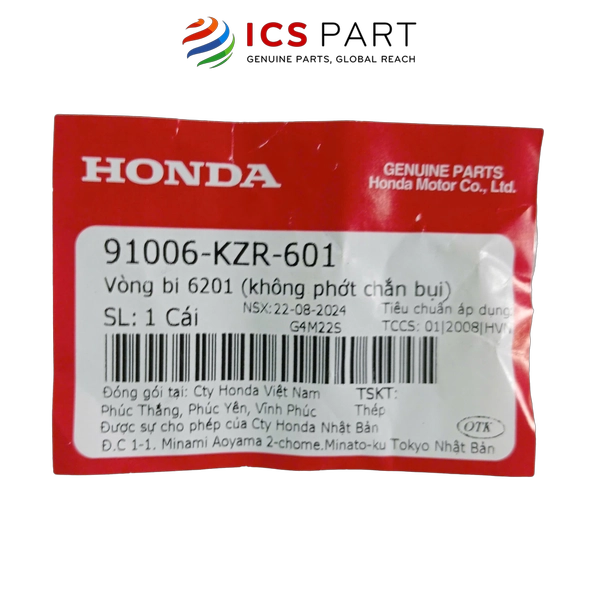 ICS PART
GENUINE PARTS, GLOBAL REACH
HONDA
GENUINE PARTS
Honda Motor Co., Ltd.
91006-KZR-601
Vòng bi 6201 (không phớt chắn bụi)
SL: 1 Cái
NSX:22-08-2024
G4M22S
Tiêu chuẩn áp dụng
TCCS: 01|2008|HVN
Đóng gói tại: Cty Honda Việt Nam
Phúc Thắng, Phúc Yên, Vĩnh Phúc
TSKT:
Thép
Được sự cho phép của Cty Honda Nhật Bản
Đ.C 1-1. Minami Aoyama 2-chome.Minato-ku Tokyo Nhật Bản
OTK